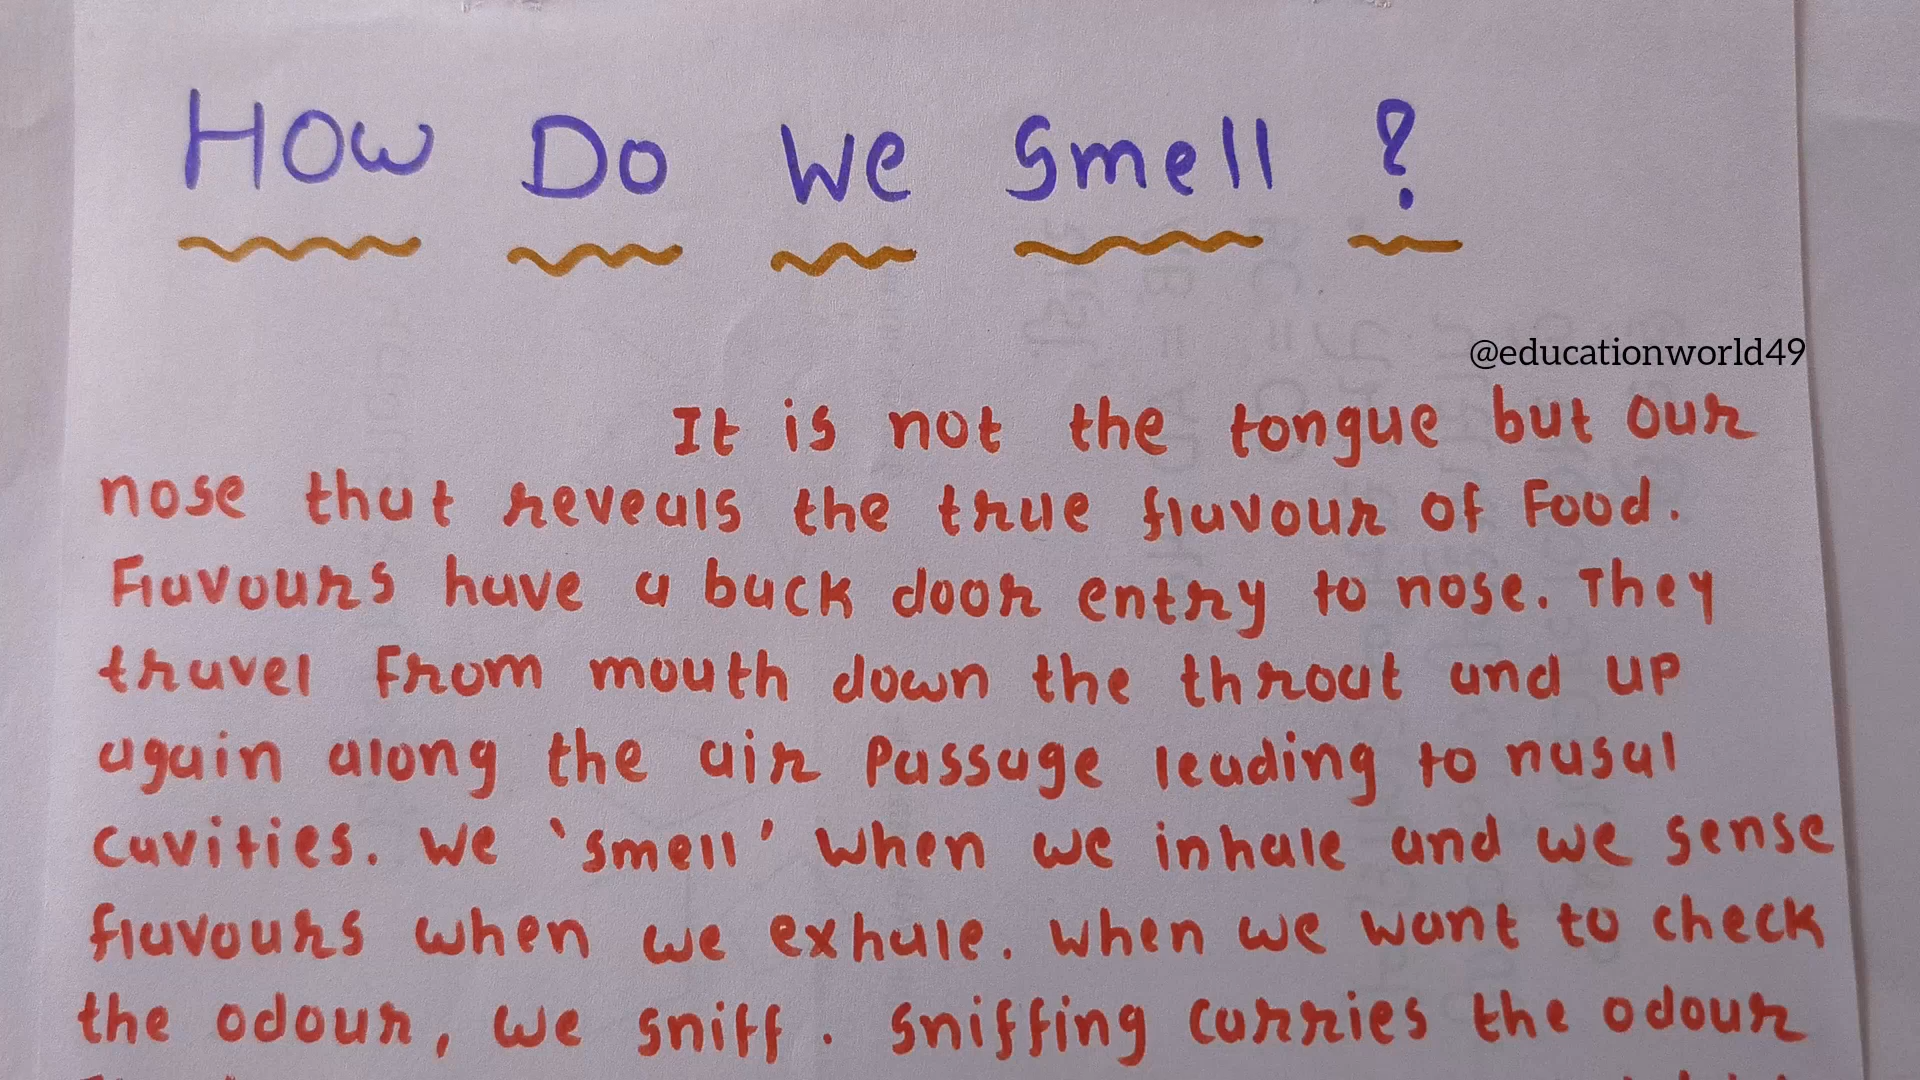 How Do We Smell ?
@educationworld49
It is not the tongue but our
nose that reveals the true flavour of Food.
Flavours have a back door entry to nose. They
travel From mouth down the throat and up
again along the air Passage leading to nasal
cavities. We 'smell' when we inhale and we sense
flavours when we exhale. When we want to check
the odour, we sniff. Sniffing carries the odour